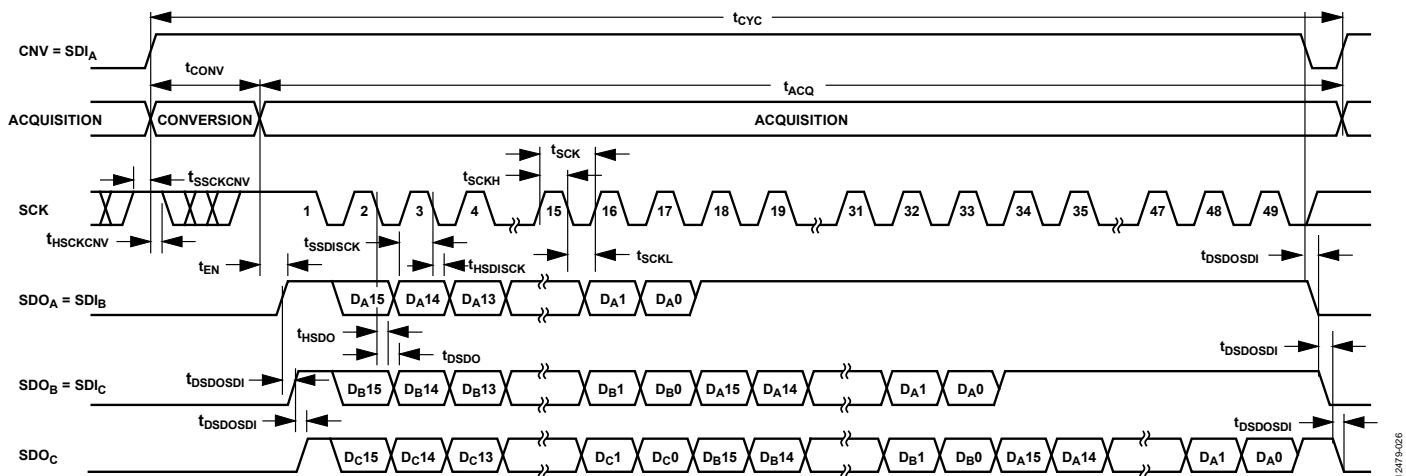 tCYC
CNV = SDIA
tCONV
tACQ
ACQUISITION CONVERSION ACQUISITION
tSCK
tSSCKCNV tSCKH
SCK 1 2 3 4 15 16 17 18 19 31 32 33 34 35 47 48 49
tHSCKCNV tSSDISCK
tEN tHSDISCK tSCKL tDSDOSDI
SDOA = SDIB DA15 DA14 DA13 DA1 DA0
tHSDO
tDSDO tDSDOSDI
tDSDOSDI
SDOB = SDIC DB15 DB14 DB13 DB1 DB0 DA15 DA14 DA1 DA0
tDSDOSDI tDSDOSDI
SDOC DC15 DC14 DC13 DC1 DC0 DB15 DB14 DB1 DB0 DA15 DA14 DA1 DA0